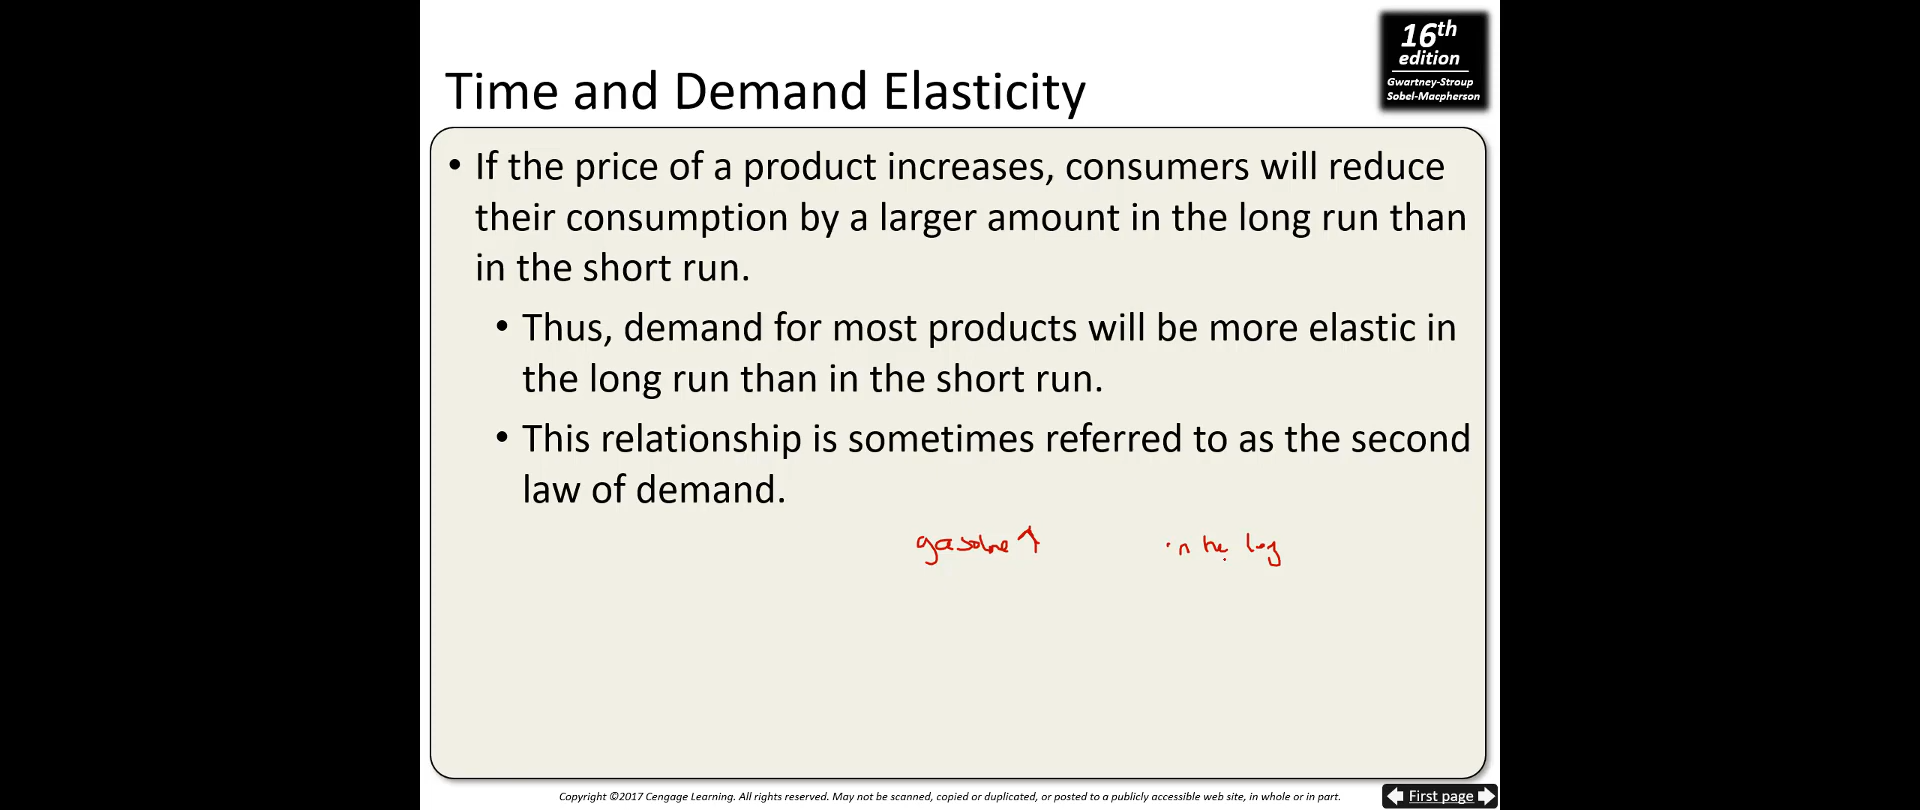 16th
edition
Gwartney-Stroup
Sobel-Macpherson
Time and Demand Elasticity
• If the price of a product increases, consumers will reduce
their consumption by a larger amount in the long run than
in the short run.
• Thus, demand for most products will be more elastic in
the long run than in the short run.
• This relationship is sometimes referred to as the second
law of demand.
gasoline ↑ in the
Copyright ©2017 Cengage Learning. All rights reserved. May not be scanned, copied or duplicated, or posted to a publicly accessible web site, in whole or in part.
First page